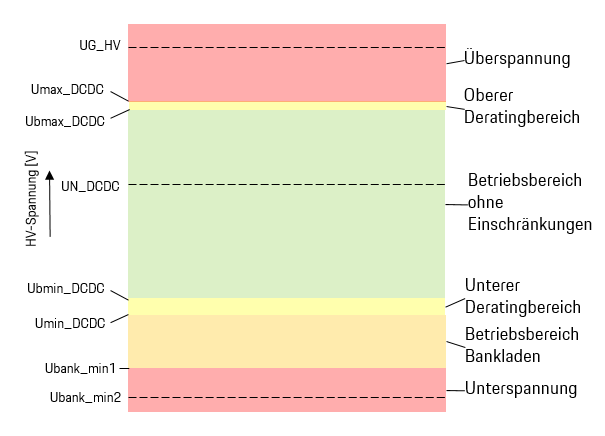 UG_HV
Überspannung
Umax_DCDC
Oberer
Deratingbereich
Ubmax_DCDC
HV-Spannung [V]
UN_DCDC
Betriebsbereich
ohne
Einschränkungen
Ubmin_DCDC
Unterer
Deratingbereich
Umin_DCDC
Betriebsbereich
Bankladen
Ubank_min1
Unterspannung
Ubank_min2